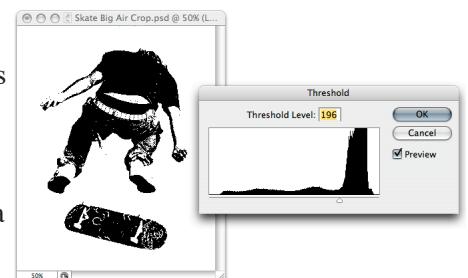 Skate Big Air Crop.psd @ 50% (L...
s
Threshold
Threshold Level: 196
OK
Cancel
Preview
a
50%